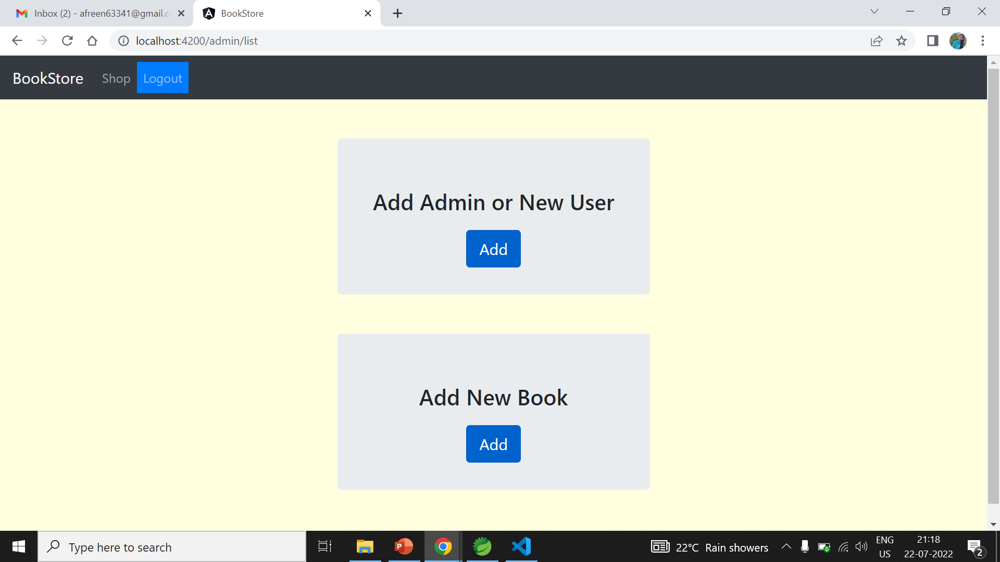 Inbox (2) - afreen63341@gmail.c
BookStore
localhost:4200/admin/list
BookStore Shop Logout
Add Admin or New User
Add
Add New Book
Add
Type here to search
22°C Rain showers
ENG
US
21:18
22-07-2022
2